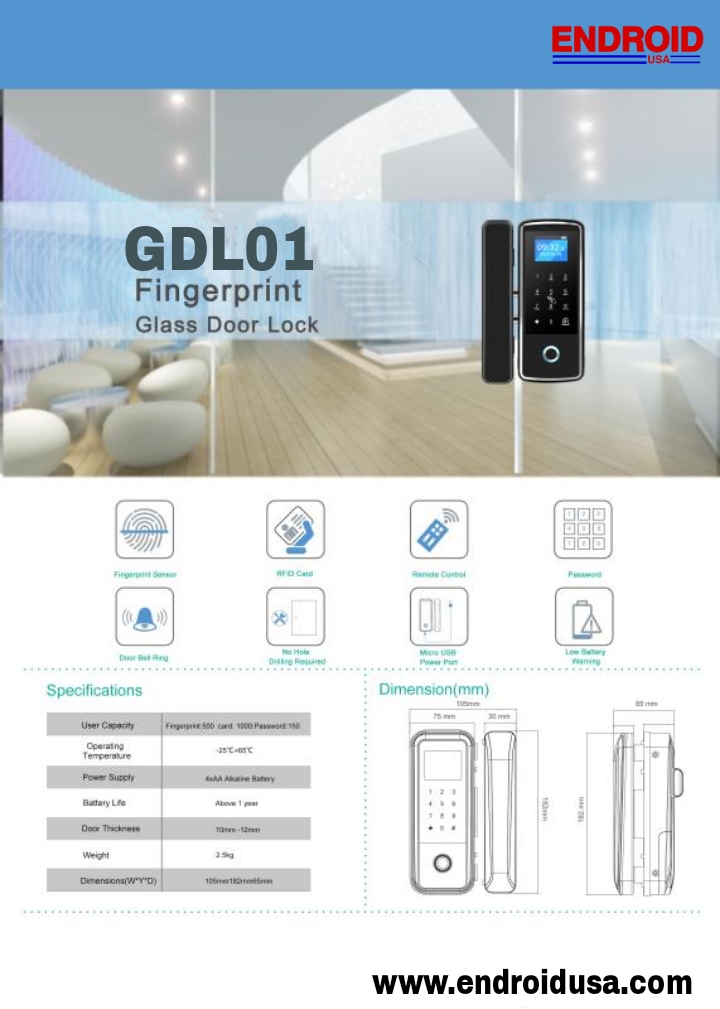 ENDROID
USA
GDL01
Fingerprint
Glass Door Lock
09:32
Fingerprint Sensor
RFID Card
Remote Control
Password
Door Bell Ring
No Hole
Drilling Required
Micro USB
Power Port
Low Battery
Warning
Specifications
User Capacity
Fingerprint:500 card: 1000:Password:150
Operating
Temperature
-25℃+65℃
Power Supply
4xAA Alkaline Battery
Battery Life
Above 1 year
Door Thickness
10mm -12mm
Weight
2.5kg
Dimensions(W*Y*D)
105mm182mm65mm
Dimension(mm)
105mm
75 mm
30 mm
65 mm
1 2 3
4 5 6
7 8 9
* 0 #
182mm
182 mm
www.endroidusa.com